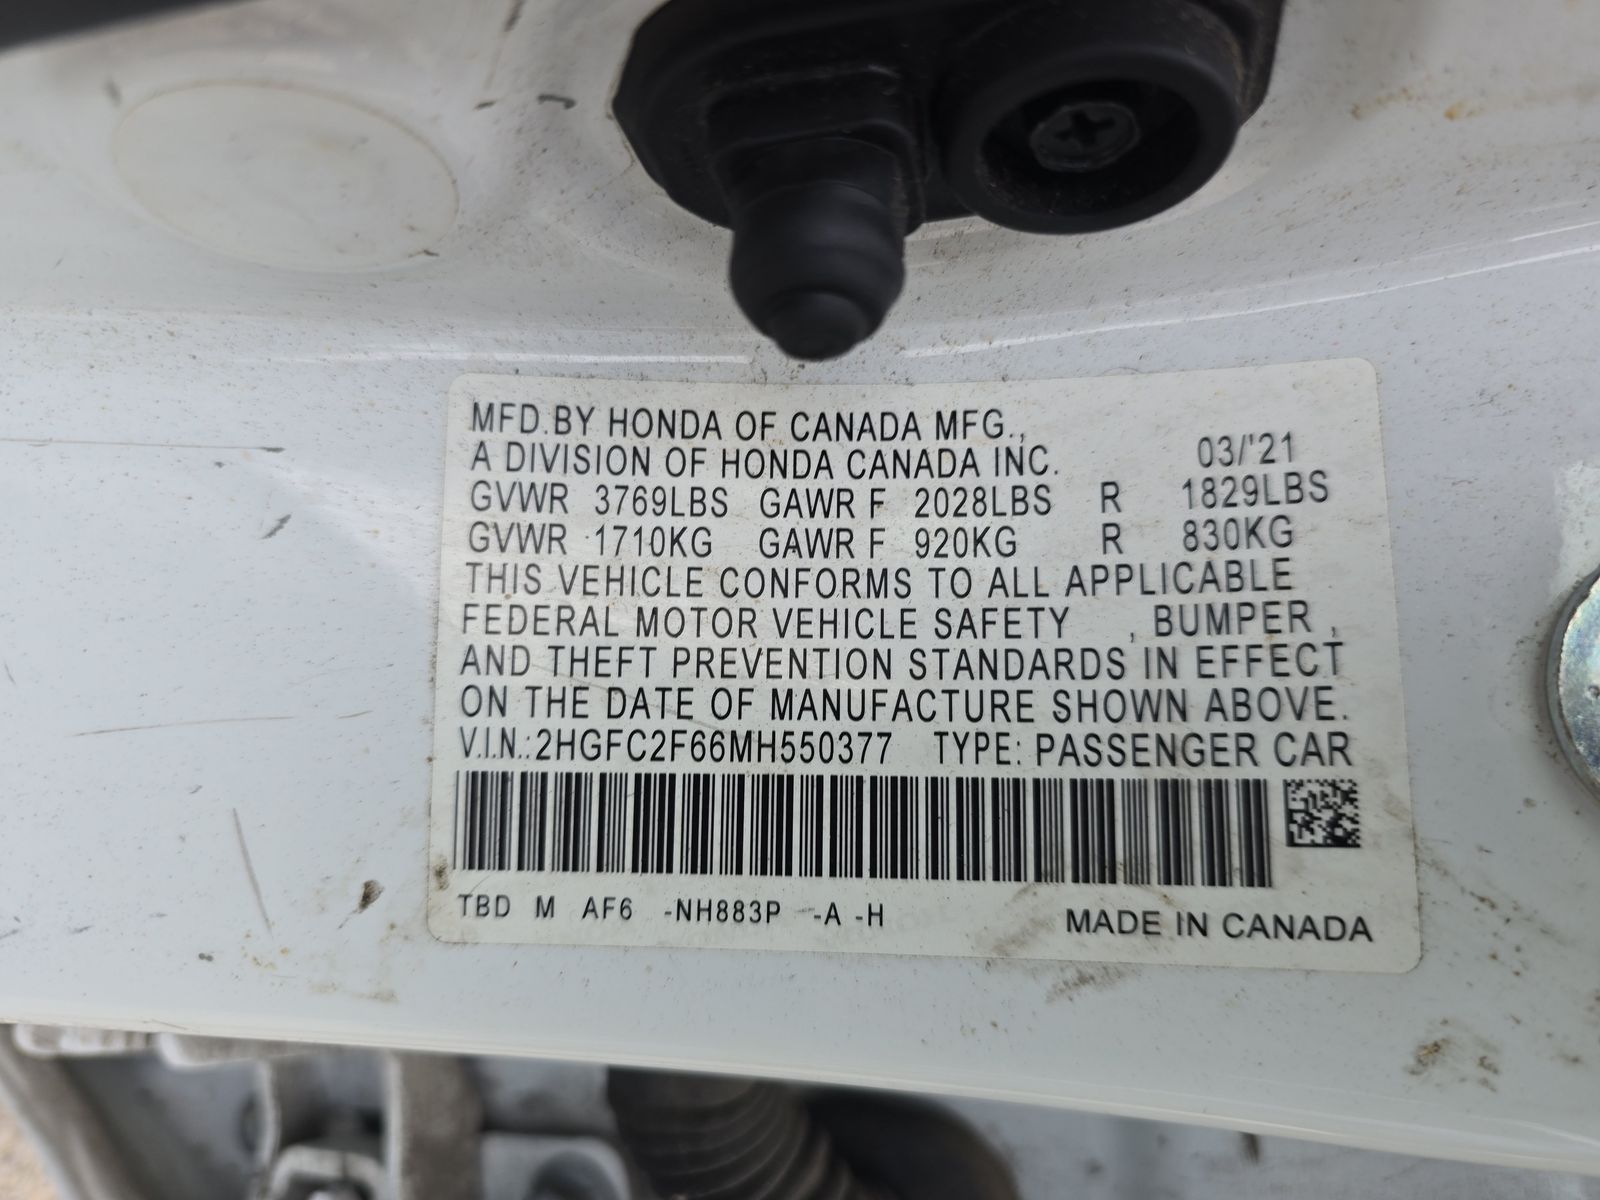 MFD.BY HONDA OF CANADA MFG.,
A DIVISION OF HONDA CANADA INC. 03/'21
GVWR 3769LBS GAWR F 2028LBS R 1829LBS
GVWR 1710KG GAWR F 920KG R 830KG
THIS VEHICLE CONFORMS TO ALL APPLICABLE
FEDERAL MOTOR VEHICLE SAFETY , BUMPER ,
AND THEFT PREVENTION STANDARDS IN EFFECT
ON THE DATE OF MANUFACTURE SHOWN ABOVE.
V.I.N.:2HGFC2F66MH550377 TYPE: PASSENGER CAR
TBD M AF6 -NH883P -A -H MADE IN CANADA